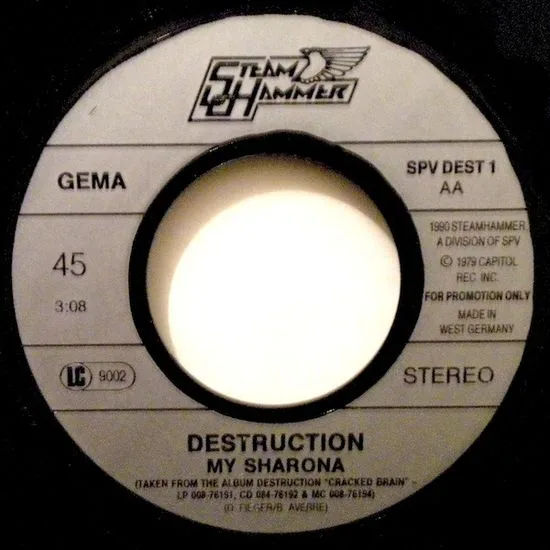 STEAM
HAMMER
GEMA
SPV DEST 1
AA
45
3:08
1990 STEAMHAMMER,
A DIVISION OF SPV
© 1979 CAPITOL
REC. INC.
FOR PROMOTION ONLY
MADE IN
WEST GERMANY
LC 9002
STEREO
DESTRUCTION
MY SHARONA
(TAKEN FROM THE ALBUM DESTRUCTION "CRACKED BRAIN" –
LP 008-76191, CD 084-76192 & MC 008-76194)
(D. FIEGER/B. AVERRE)